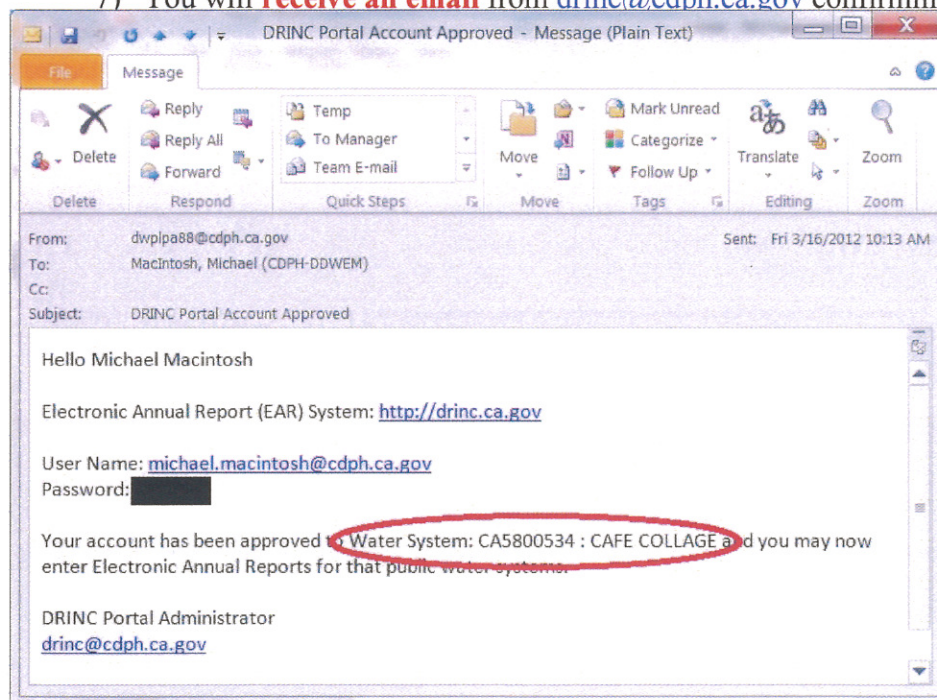 7) You will receive an email from drinc@cdph.ca.gov confirmin
DRINC Portal Account Approved - Message (Plain Text)
File Message
Delete
Reply
Reply All
Forward
Temp
To Manager
Team E-mail
Move
Mark Unread
Categorize
Follow Up
Translate
Zoom
Delete Respond Quick Steps Move Tags Editing Zoom
From: dwpipa88@cdph.ca.gov Sent: Fri 3/16/2012 10:13 AM
To: MacIntosh, Michael (CDPH-DDWEM)
Cc:
Subject: DRINC Portal Account Approved
Hello Michael Macintosh
Electronic Annual Report (EAR) System: http://drinc.ca.gov
User Name: michael.macintosh@cdph.ca.gov
Password:
Your account has been approved to Water System: CA5800534 : CAFE COLLAGE and you may now
enter Electronic Annual Reports for that public water systems.
DRINC Portal Administrator
drinc@cdph.ca.gov